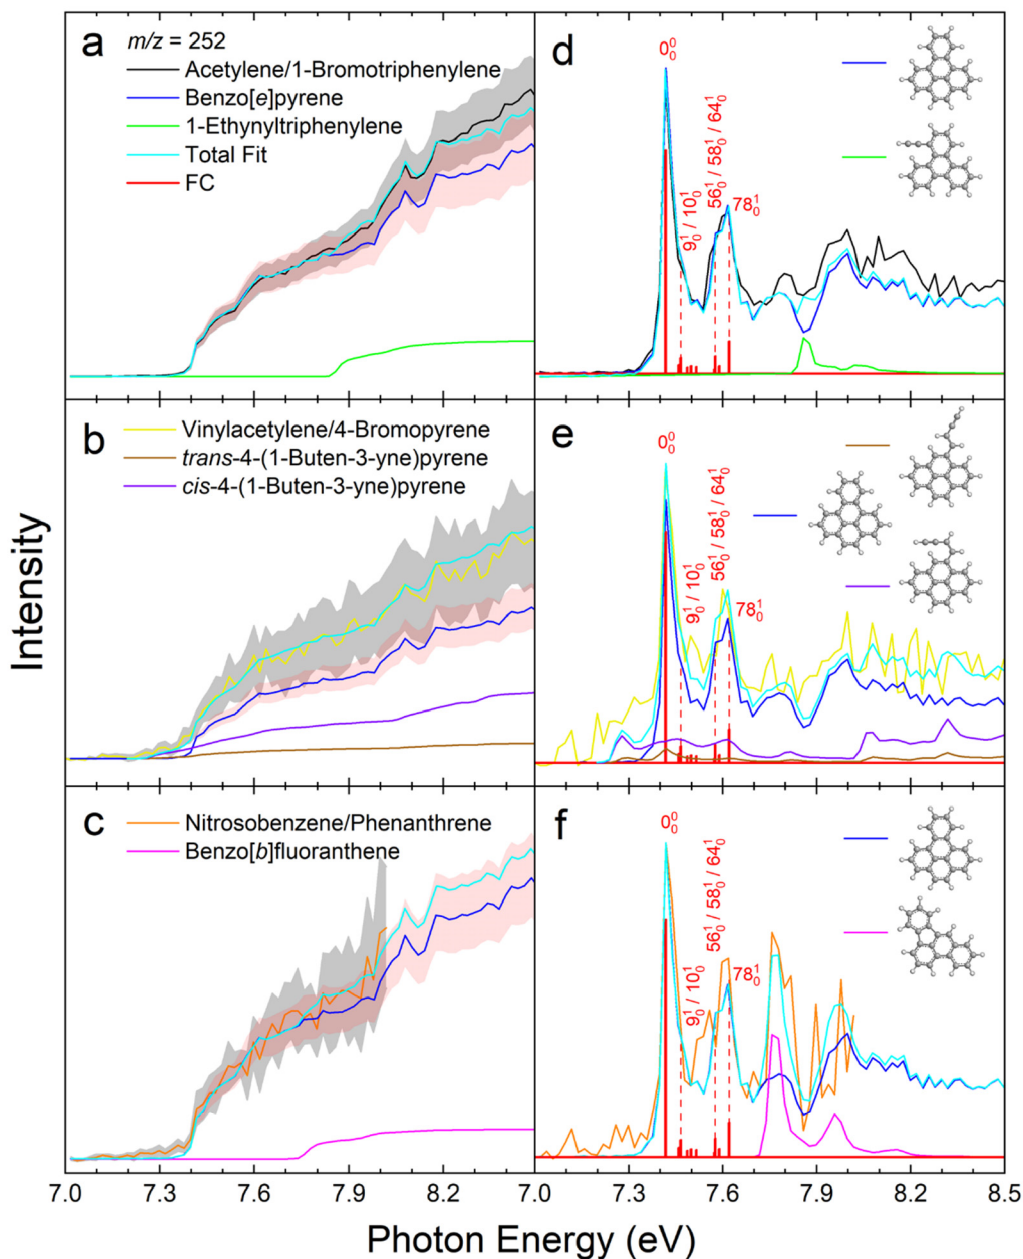 a
m/z = 252
Acetylene/1-Bromotriphenylene
Benzo[e]pyrene
1-Ethynyltriphenylene
Total Fit
FC
d
0⁰₀
9¹₀ / 10¹₀
56¹₀ / 58¹₀ / 64¹₀
78¹₀
b
Vinylacetylene/4-Bromopyrene
trans-4-(1-Buten-3-yne)pyrene
cis-4-(1-Buten-3-yne)pyrene
e
0⁰₀
9¹₀ / 10¹₀
56¹₀ / 58¹₀ / 64¹₀
78¹₀
Intensity
c
Nitrosobenzene/Phenanthrene
Benzo[b]fluoranthene
f
0⁰₀
9¹₀ / 10¹₀
56¹₀ / 58¹₀ / 64¹₀
78¹₀
7.0 7.3 7.6 7.9 8.2 7.0 7.3 7.6 7.9 8.2 8.5
Photon Energy (eV)